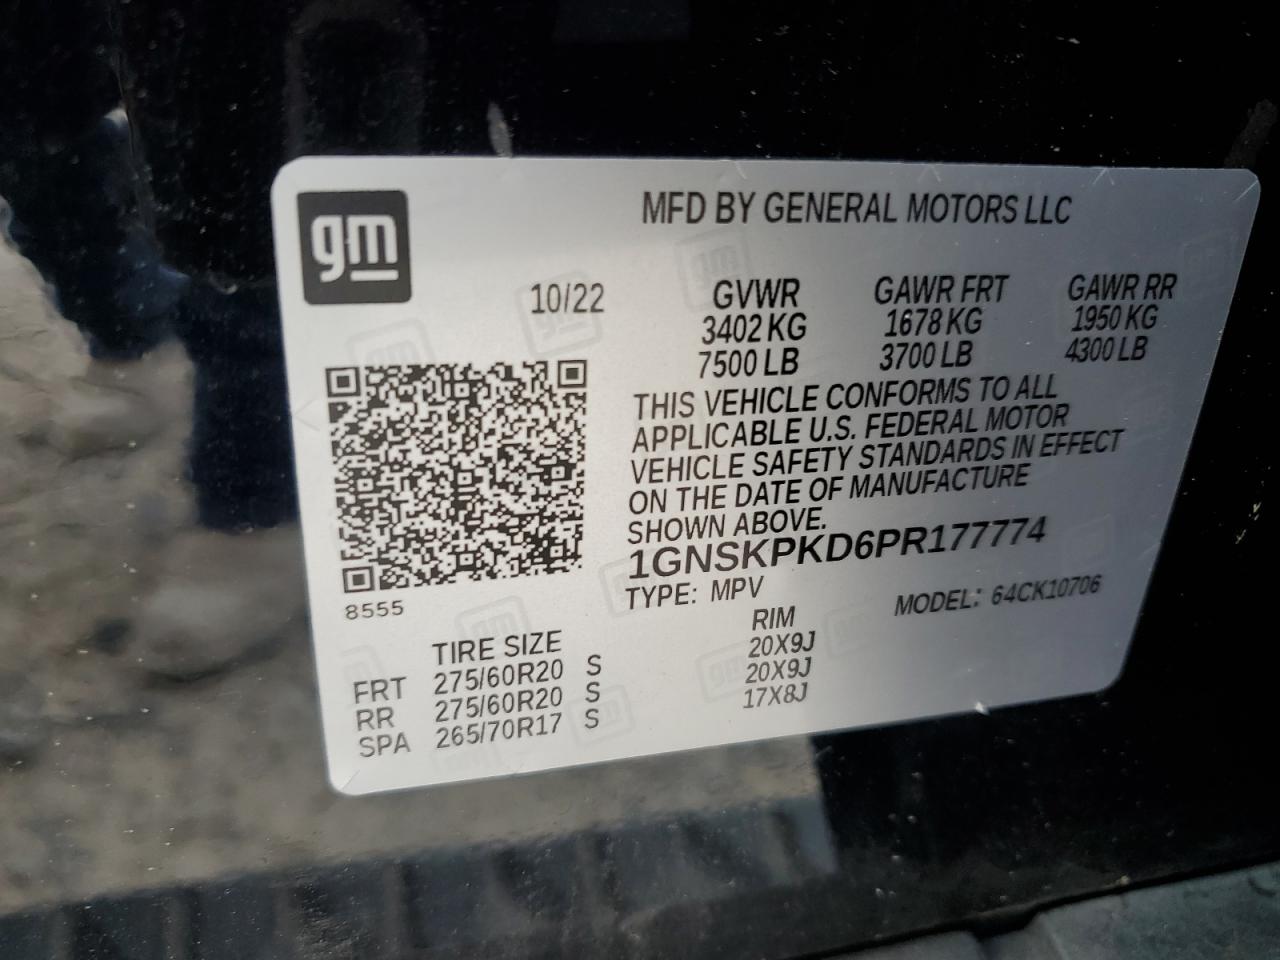 gm
MFD BY GENERAL MOTORS LLC
10/22 GVWR GAWR FRT GAWR RR
3402 KG 1678 KG 1950 KG
7500 LB 3700 LB 4300 LB
THIS VEHICLE CONFORMS TO ALL
APPLICABLE U.S. FEDERAL MOTOR
VEHICLE SAFETY STANDARDS IN EFFECT
ON THE DATE OF MANUFACTURE
SHOWN ABOVE.
1GNSKPKD6PR177774
TYPE: MPV MODEL: 64CK10706
8555
TIRE SIZE RIM
FRT 275/60R20 S 20X9J
RR 275/60R20 S 20X9J
SPA 265/70R17 S 17X8J